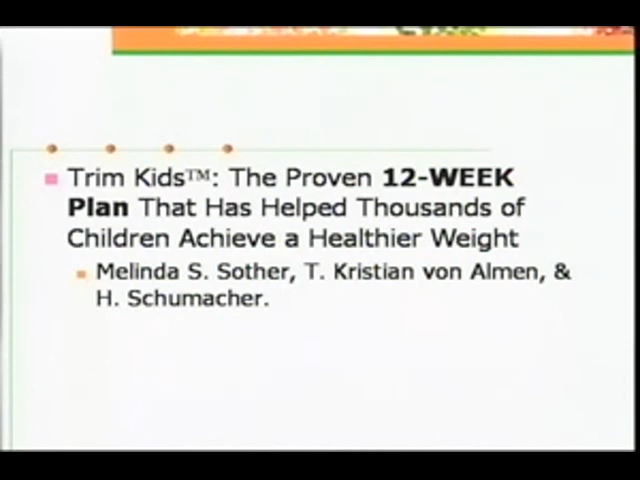 Trim Kids™: The Proven 12-WEEK
Plan That Has Helped Thousands of
Children Achieve a Healthier Weight
Melinda S. Sother, T. Kristian von Almen, &
H. Schumacher.